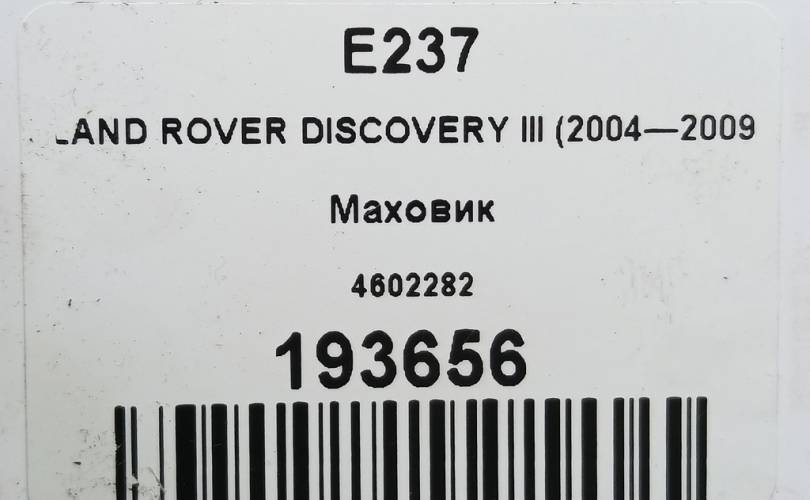 E237
LAND ROVER DISCOVERY III (2004—2009
Маховик
4602282
193656